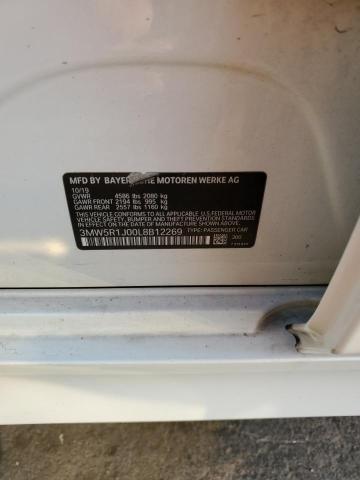 MFD BY BAYERISCHE MOTOREN WERKE AG
10/19
GVWR 4586 lbs 2080 kg
GAWR FRONT 2194 lbs 995 kg
GAWR REAR 2557 lbs 1160 kg
THIS VEHICLE CONFORMS TO ALL APPLICABLE U.S. FEDERAL MOTOR
VEHICLE SAFETY, BUMPER, AND THEFT PREVENTION STANDARDS IN
EFFECT ON THE DATE OF MANUFACTURE SHOWN ABOVE.
3MW5R1J00L8B12269 TYPE: PASSENGER CAR
300